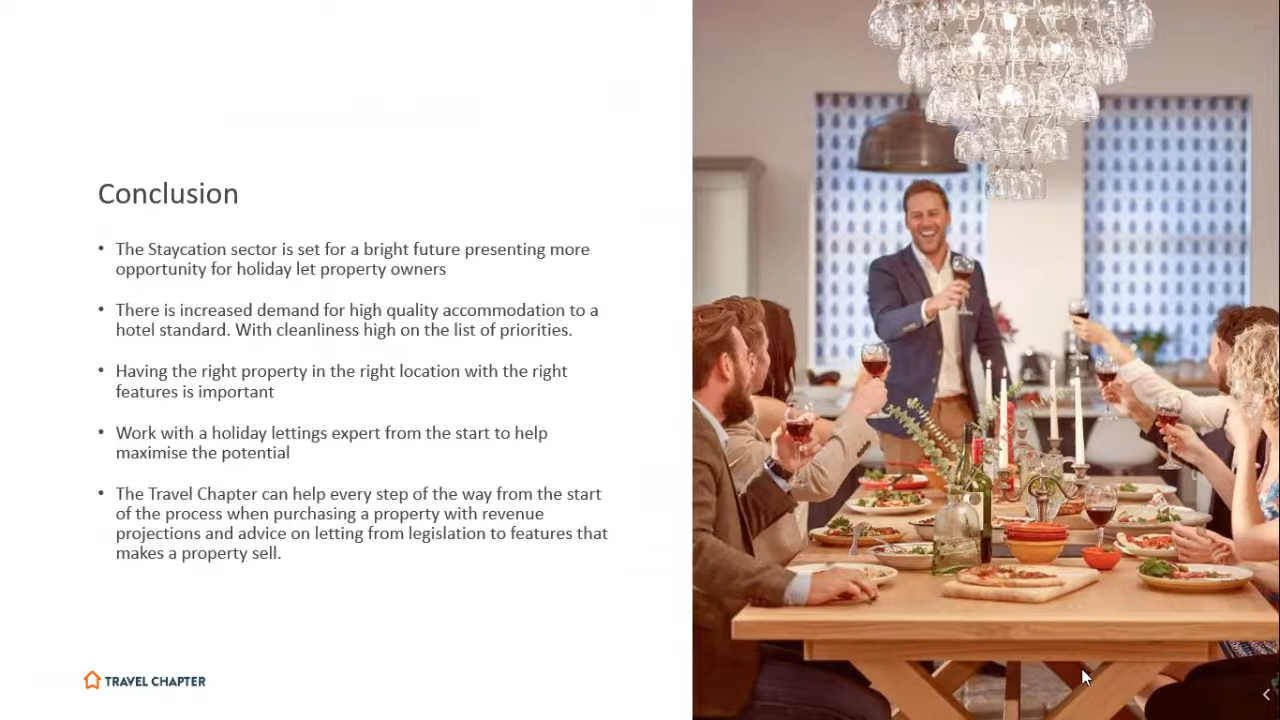 Conclusion
• The Staycation sector is set for a bright future presenting more
opportunity for holiday let property owners
• There is increased demand for high quality accommodation to a
hotel standard. With cleanliness high on the list of priorities.
• Having the right property in the right location with the right
features is important
• Work with a holiday lettings expert from the start to help
maximise the potential
• The Travel Chapter can help every step of the way from the start
of the process when purchasing a property with revenue
projections and advice on letting from legislation to features that
makes a property sell.
TRAVEL CHAPTER